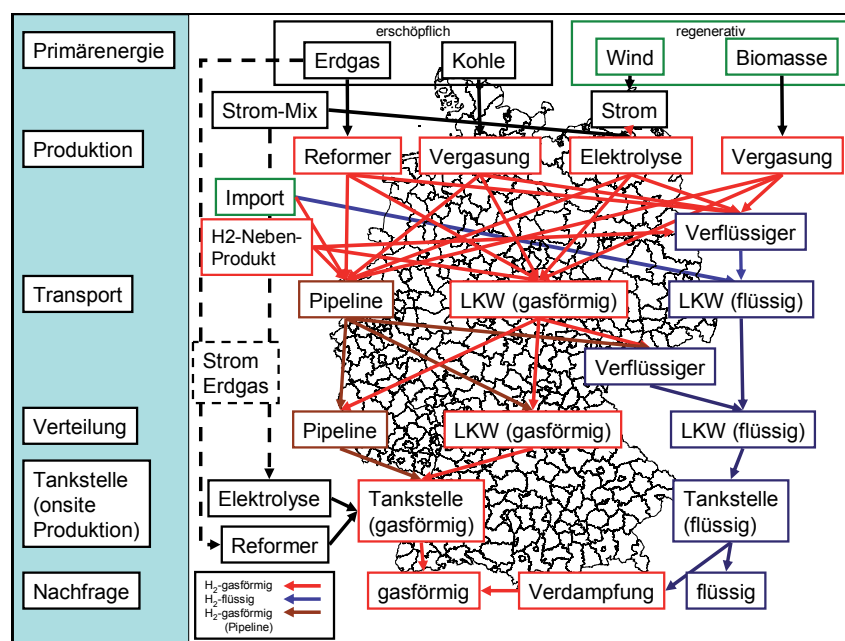 erschöpflich
regenerativ
Primärenergie
Erdgas
Kohle
Wind
Biomasse
Strom-Mix
Strom
Produktion
Reformer
Vergasung
Elektrolyse
Vergasung
Import
H2-Neben-
Produkt
Verflüssiger
Transport
Pipeline
LKW (gasförmig)
LKW (flüssig)
Strom
Erdgas
Verflüssiger
Verteilung
Pipeline
LKW (gasförmig)
LKW (flüssig)
Tankstelle
(onsite
Produktion)
Elektrolyse
Reformer
Tankstelle
(gasförmig)
Tankstelle
(flüssig)
Nachfrage
H₂-gasförmig
H₂-flüssig
H₂-gasförmig
(Pipeline)
gasförmig
Verdampfung
flüssig